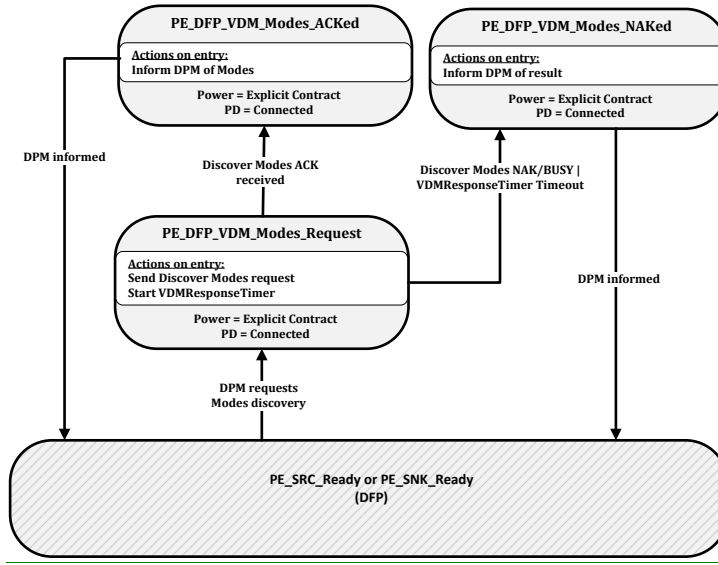 PE_DFP_VDM_Modes_ACKed
Actions on entry:
Inform DPM of Modes
Power = Explicit Contract
PD = Connected
PE_DFP_VDM_Modes_NAKed
Actions on entry:
Inform DPM of result
Power = Explicit Contract
PD = Connected
DPM informed
Discover Modes ACK
received
Discover Modes NAK/BUSY |
VDMResponseTimer Timeout
PE_DFP_VDM_Modes_Request
Actions on entry:
Send Discover Modes request
Start VDMResponseTimer
Power = Explicit Contract
PD = Connected
DPM informed
DPM requests
Modes discovery
PE_SRC_Ready or PE_SNK_Ready
(DFP)